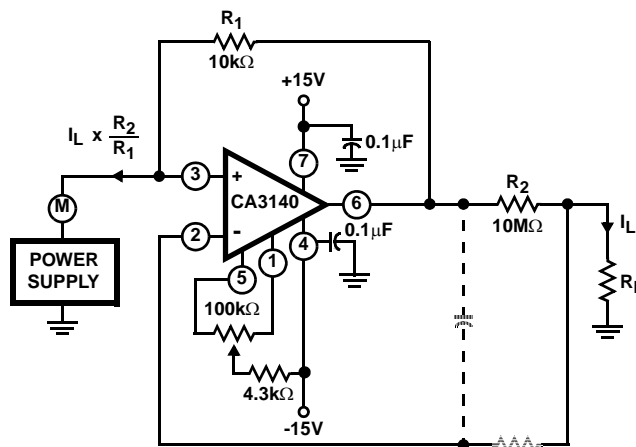 R1
10kΩ
+15V
IL x R2/R1
0.1µF
7
3
+
CA3140
6
R2
10MΩ
IL
M
2
-
0.1µF
4
1
5
POWER
SUPPLY
100kΩ
4.3kΩ
-15V